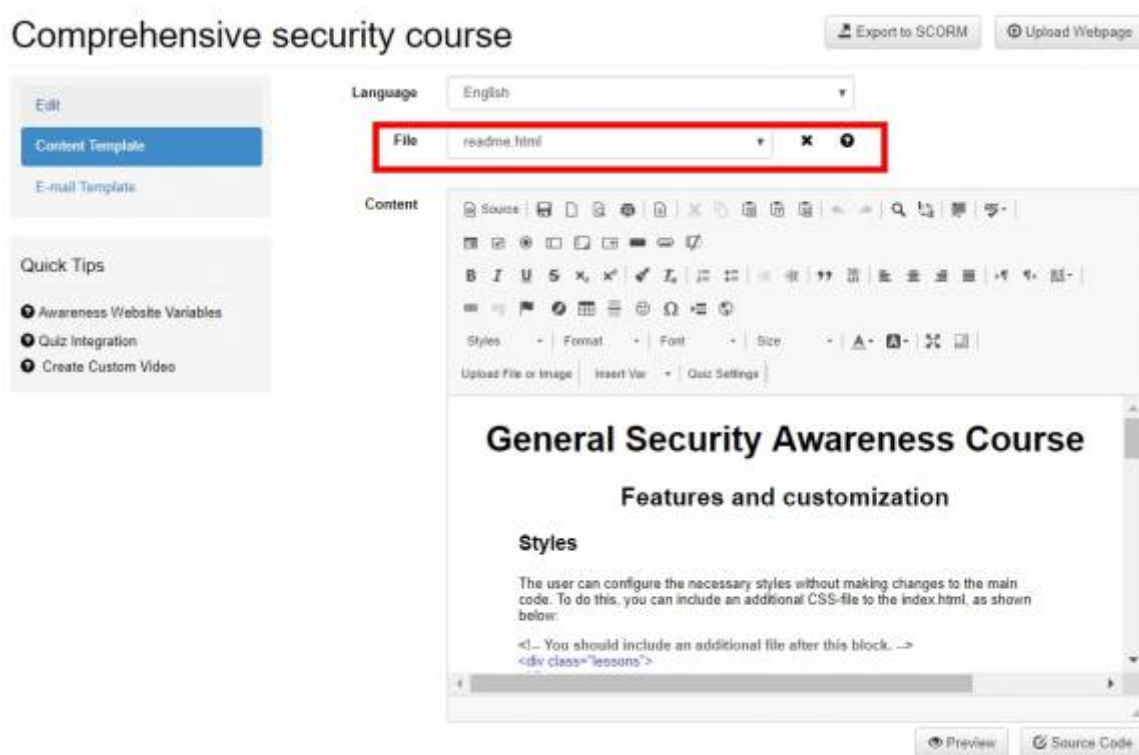 Comprehensive security course
Export to SCORM
Upload Webpage
Edit
Content Template
E-mail Template
Quick Tips
Awareness Website Variables
Quiz Integration
Create Custom Video
Language
English
File
readme.html
Content
Source
B I U S x₂ x² Iₓ
Styles Format Font Size A A
Upload File or Image Insert Var Quiz Settings
General Security Awareness Course
Features and customization
Styles
The user can configure the necessary styles without making changes to the main
code. To do this, you can include an additional CSS-file to the index.html, as shown
below:
<!-- You should include an additional file after this block. -->
<div class="lessons">
Preview
Source Code